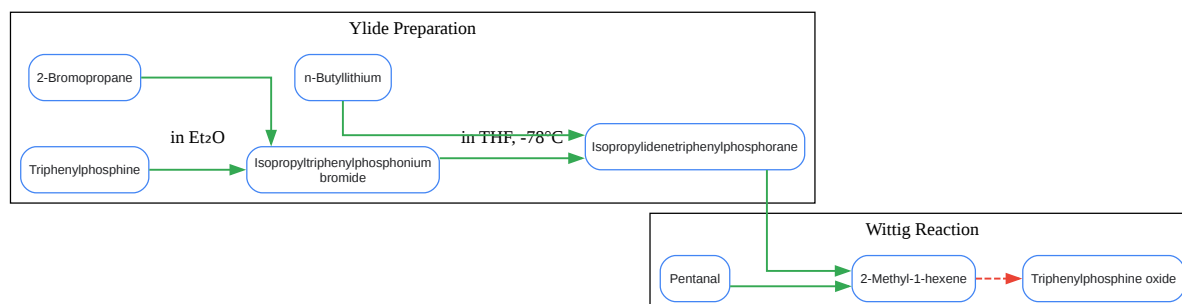 Ylide Preparation
2-Bromopropane
n-Butyllithium
in Et₂O
in THF, -78°C
Isopropylidenetriphenylphosphorane
Triphenylphosphine
Isopropyltriphenylphosphonium
bromide
Wittig Reaction
Pentanal
2-Methyl-1-hexene
Triphenylphosphine oxide